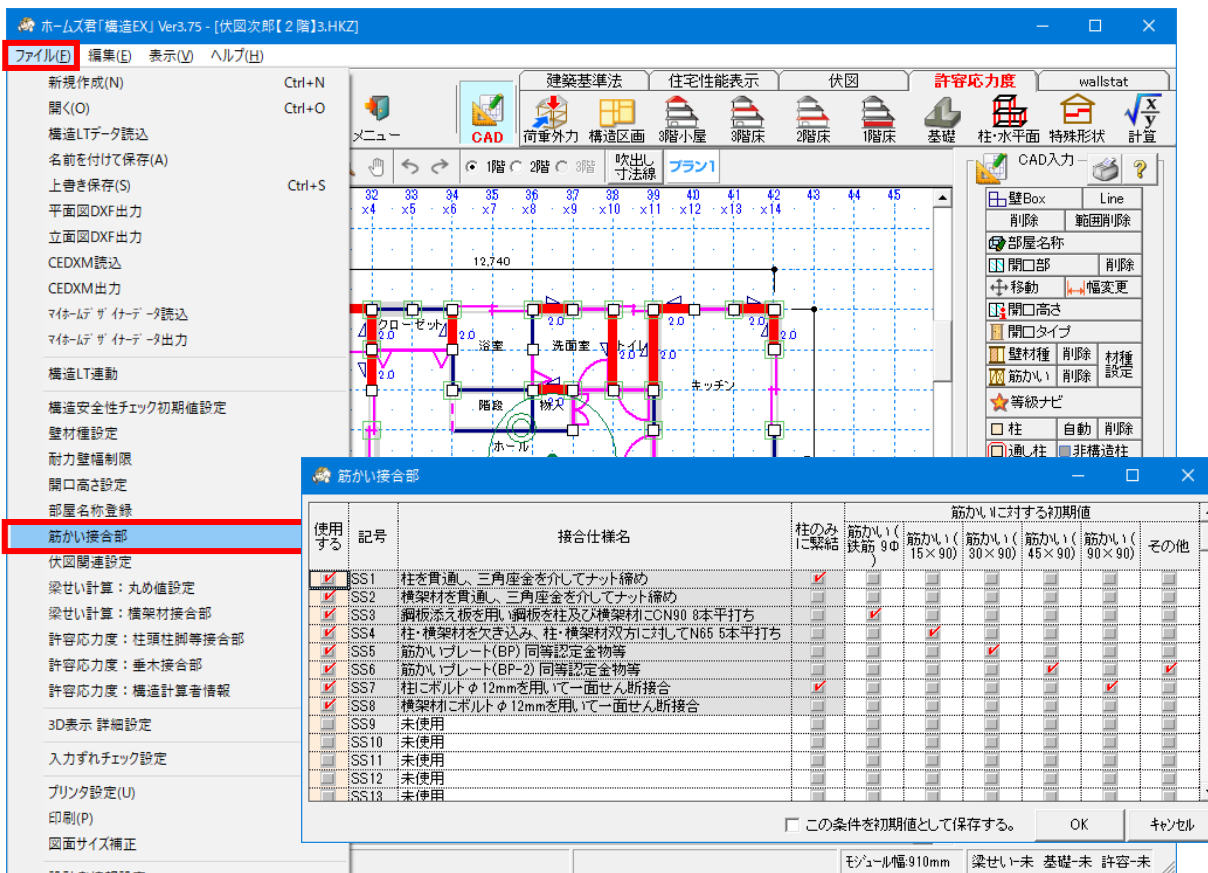 ホームズ君「構造EX」 Ver3.75 - [伏図次郎【２階】3.HKZ]
ファイル(F) 編集(E) 表示(V) ヘルプ(H)
新規作成(N) Ctrl+N
開く(O) Ctrl+O
構造LTデータ読込
名前を付けて保存(A)
上書き保存(S) Ctrl+S
平面図DXF出力
立面図DXF出力
CEDXM読込
CEDXM出力
ﾏｲﾎｰﾑﾃﾞｻﾞｲﾅｰﾃﾞｰﾀ読込
ﾏｲﾎｰﾑﾃﾞｻﾞｲﾅｰﾃﾞｰﾀ出力
構造LT連動
構造安全性チェック初期値設定
壁材種設定
耐力壁幅制限
開口高さ設定
部屋名称登録
筋かい接合部
伏図関連設定
梁せい計算：丸め値設定
梁せい計算：横架材接合部
許容応力度：柱頭柱脚等接合部
許容応力度：垂木接合部
許容応力度：構造計算者情報
3D表示 詳細設定
入力ずれチェック設定
プリンタ設定(U)
印刷(P)
図面サイズ補正
建築基準法 住宅性能表示 伏図 許容応力度 wallstat
メニュー CAD 荷重外力 構造区画 3階小屋 3階床 2階床 1階床 基礎 柱・水平面 特殊形状 計算
1階 2階 3階 吹出し寸法線 プラン1
CAD入力
32 33 34 35 36 37 38 39 40 41 42 43 44 45
x4 x5 x6 x7 x8 x9 x10 x11 x12 x13 x14
12,740
クローゼット 浴室 洗面室 トイレ
キッチン
階段 物入
ホール
2.0 2.0 2.0 2.0 2.0 2.0 2.0 2.0 2.0
壁Box Line
削除 範囲削除
部屋名称
開口部 削除
移動 幅変更
開口高さ
開口タイプ
壁材種 削除 材種設定
筋かい 削除
等級ナビ
柱 自動 削除
通し柱 非構造柱
筋かい接合部
筋かいに対する初期値
使用する 記号 接合仕様名 柱のみに緊結 筋かい(鉄筋 9Φ) 筋かい(15×90) 筋かい(30×90) 筋かい(45×90) 筋かい(90×90) その他
SS1 柱を貫通し、三角座金を介してナット締め
SS2 横架材を貫通し、三角座金を介してナット締め
SS3 鋼板添え板を用い鋼板を柱及び横架材にCN90 8本平打ち
SS4 柱・横架材を欠き込み、柱・横架材双方に対してN65 5本平打ち
SS5 筋かいプレート(BP) 同等認定金物等
SS6 筋かいプレート(BP-2) 同等認定金物等
SS7 柱にボルトφ12mmを用いて一面せん断接合
SS8 横架材にボルトφ12mmを用いて一面せん断接合
SS9 未使用
SS10 未使用
SS11 未使用
SS12 未使用
SS13 未使用
この条件を初期値として保存する。 OK キャンセル
モジュール幅:910mm 梁せい-未 基礎-未 許容-未